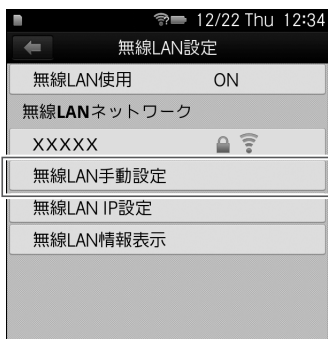 12/22 Thu 12:34
無線LAN設定
無線LAN使用 ON
無線LANネットワーク
XXXXX
無線LAN手動設定
無線LAN IP設定
無線LAN情報表示